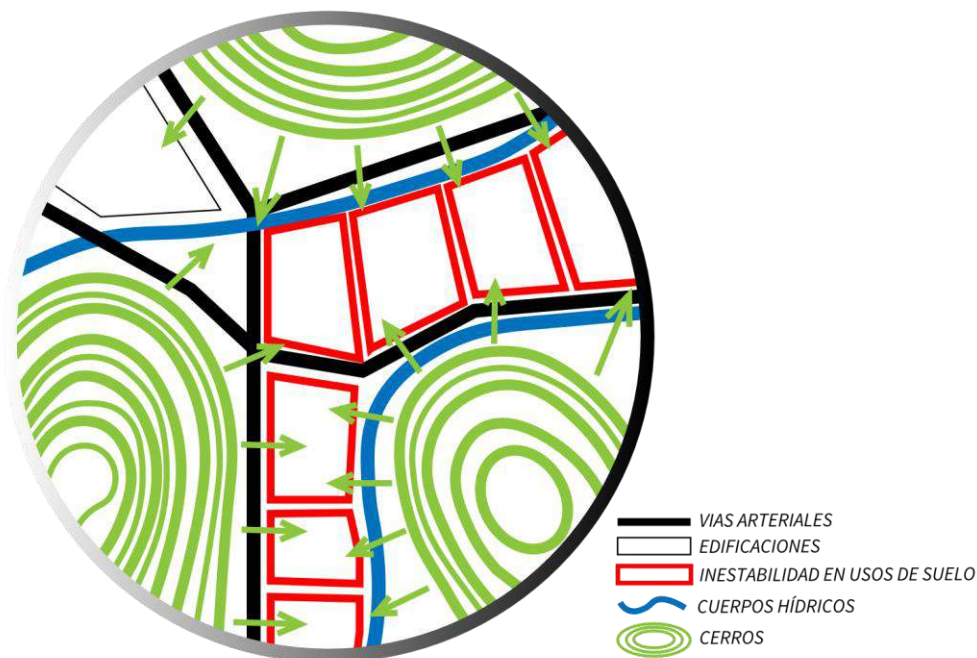 VIAS ARTERIALES
EDIFICACIONES
INESTABILIDAD EN USOS DE SUELO
CUERPOS HÍDRICOS
CERROS